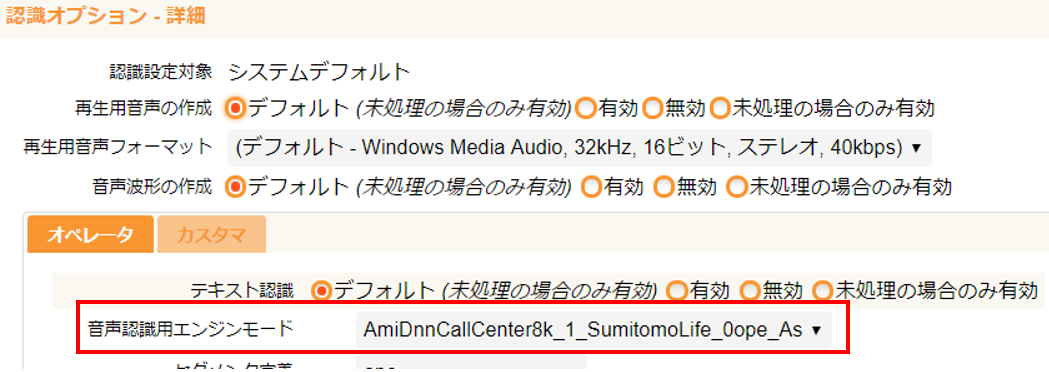 認識オプション - 詳細
認識設定対象 システムデフォルト
再生用音声の作成 デフォルト (未処理の場合のみ有効) 有効 無効 未処理の場合のみ有効
再生用音声フォーマット (デフォルト - Windows Media Audio, 32kHz, 16ビット, ステレオ, 40kbps) ▼
音声波形の作成 デフォルト (未処理の場合のみ有効) 有効 無効 未処理の場合のみ有効
オペレータ カスタマ
テキスト認識 デフォルト (未処理の場合のみ有効) 有効 無効 未処理の場合のみ有効
音声認識用エンジンモード AmiDnnCallCenter8k_1_SumitomoLife_0ope_As ▼